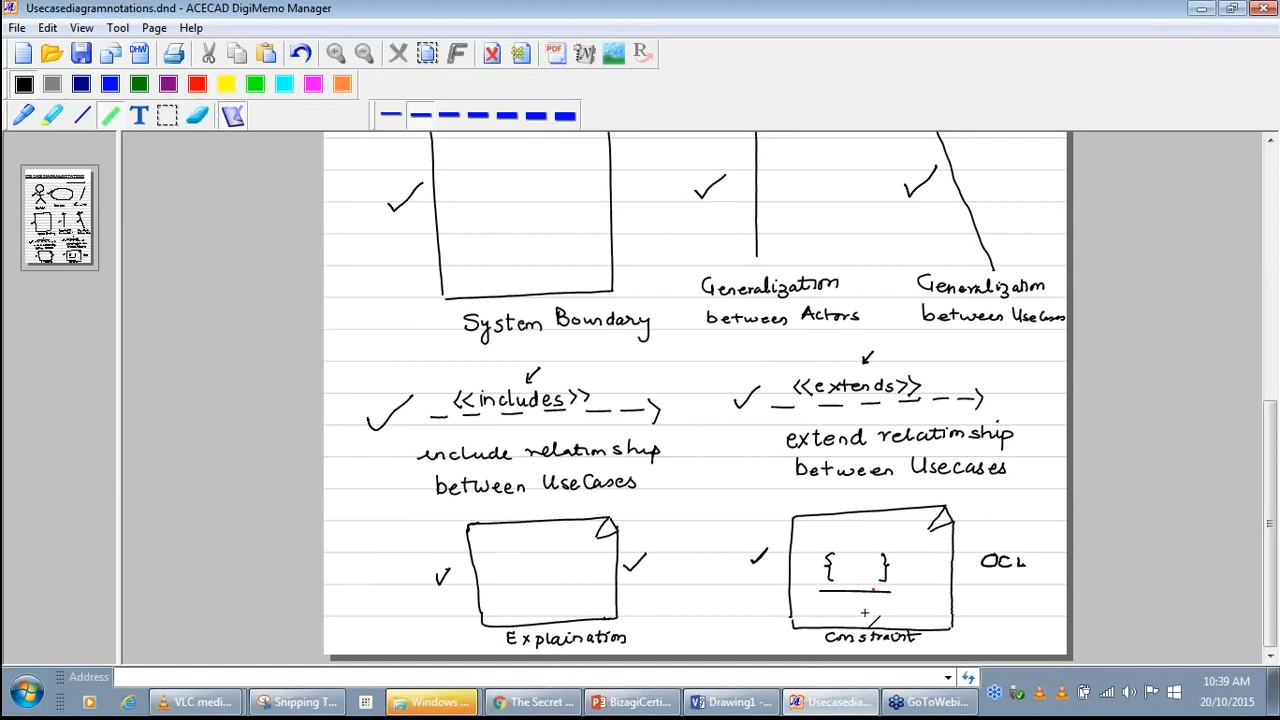 Usecasediagramnotations.dnd - ACECAD DigiMemo Manager
File Edit View Tools Page Help
System Boundary
Generalization
between Actors
Generalization
between UseCases
<<includes>>
include relationship
between UseCases
<<extends>>
extend relationship
between Usecases
Explaination
{ }
Constraint
OCL
Address
VLC medi...
Snipping T...
Windows ...
The Secret ...
BizagiCerti...
Drawing1 -...
Usecasedia...
GoToWebi...
10:39 AM
20/10/2015